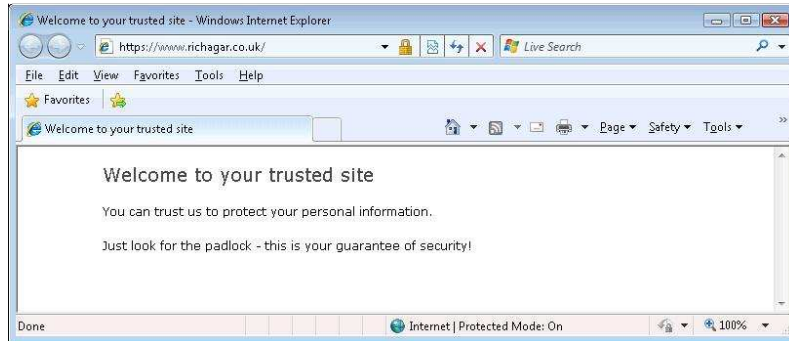 Welcome to your trusted site - Windows Internet Explorer
https://www.richagar.co.uk/ Live Search
File Edit View Favorites Tools Help
Favorites
Welcome to your trusted site Page Safety Tools
Welcome to your trusted site
You can trust us to protect your personal information.
Just look for the padlock - this is your guarantee of security!
Done Internet | Protected Mode: On 100%